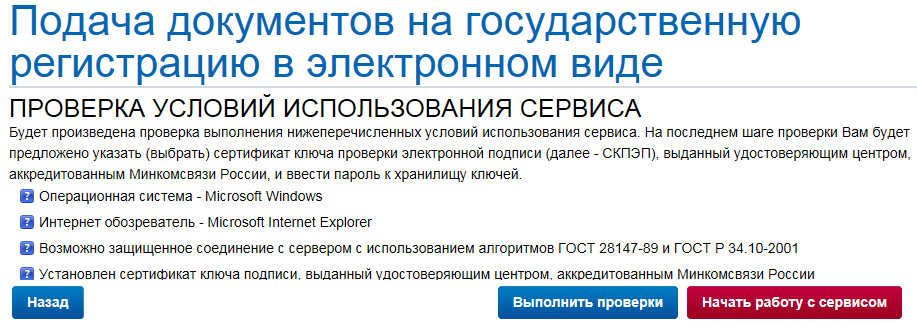 Подача документов на государственную
регистрацию в электронном виде
ПРОВЕРКА УСЛОВИЙ ИСПОЛЬЗОВАНИЯ СЕРВИСА
Будет произведена проверка выполнения нижеперечисленных условий использования сервиса. На последнем шаге проверки Вам будет
предложено указать (выбрать) сертификат ключа проверки электронной подписи (далее - СКПЭП), выданный удостоверяющим центром,
аккредитованным Минкомсвязи России, и ввести пароль к хранилищу ключей.
? Операционная система - Microsoft Windows
? Интернет обозреватель - Microsoft Internet Explorer
? Возможно защищенное соединение с сервером с использованием алгоритмов ГОСТ 28147-89 и ГОСТ Р 34.10-2001
? Установлен сертификат ключа подписи, выданный удостоверяющим центром, аккредитованным Минкомсвязи России
Назад Выполнить проверки Начать работу с сервисом